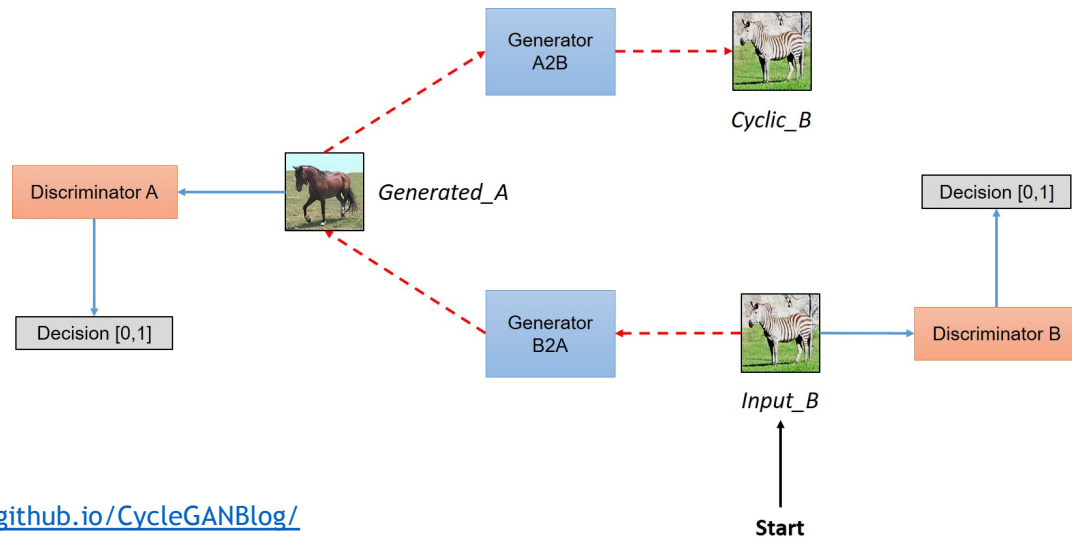 Generator
A2B
Cyclic_B
Discriminator A
Generated_A
Decision [0,1]
Decision [0,1]
Generator
B2A
Discriminator B
Input_B
github.io/CycleGANBlog/
Start